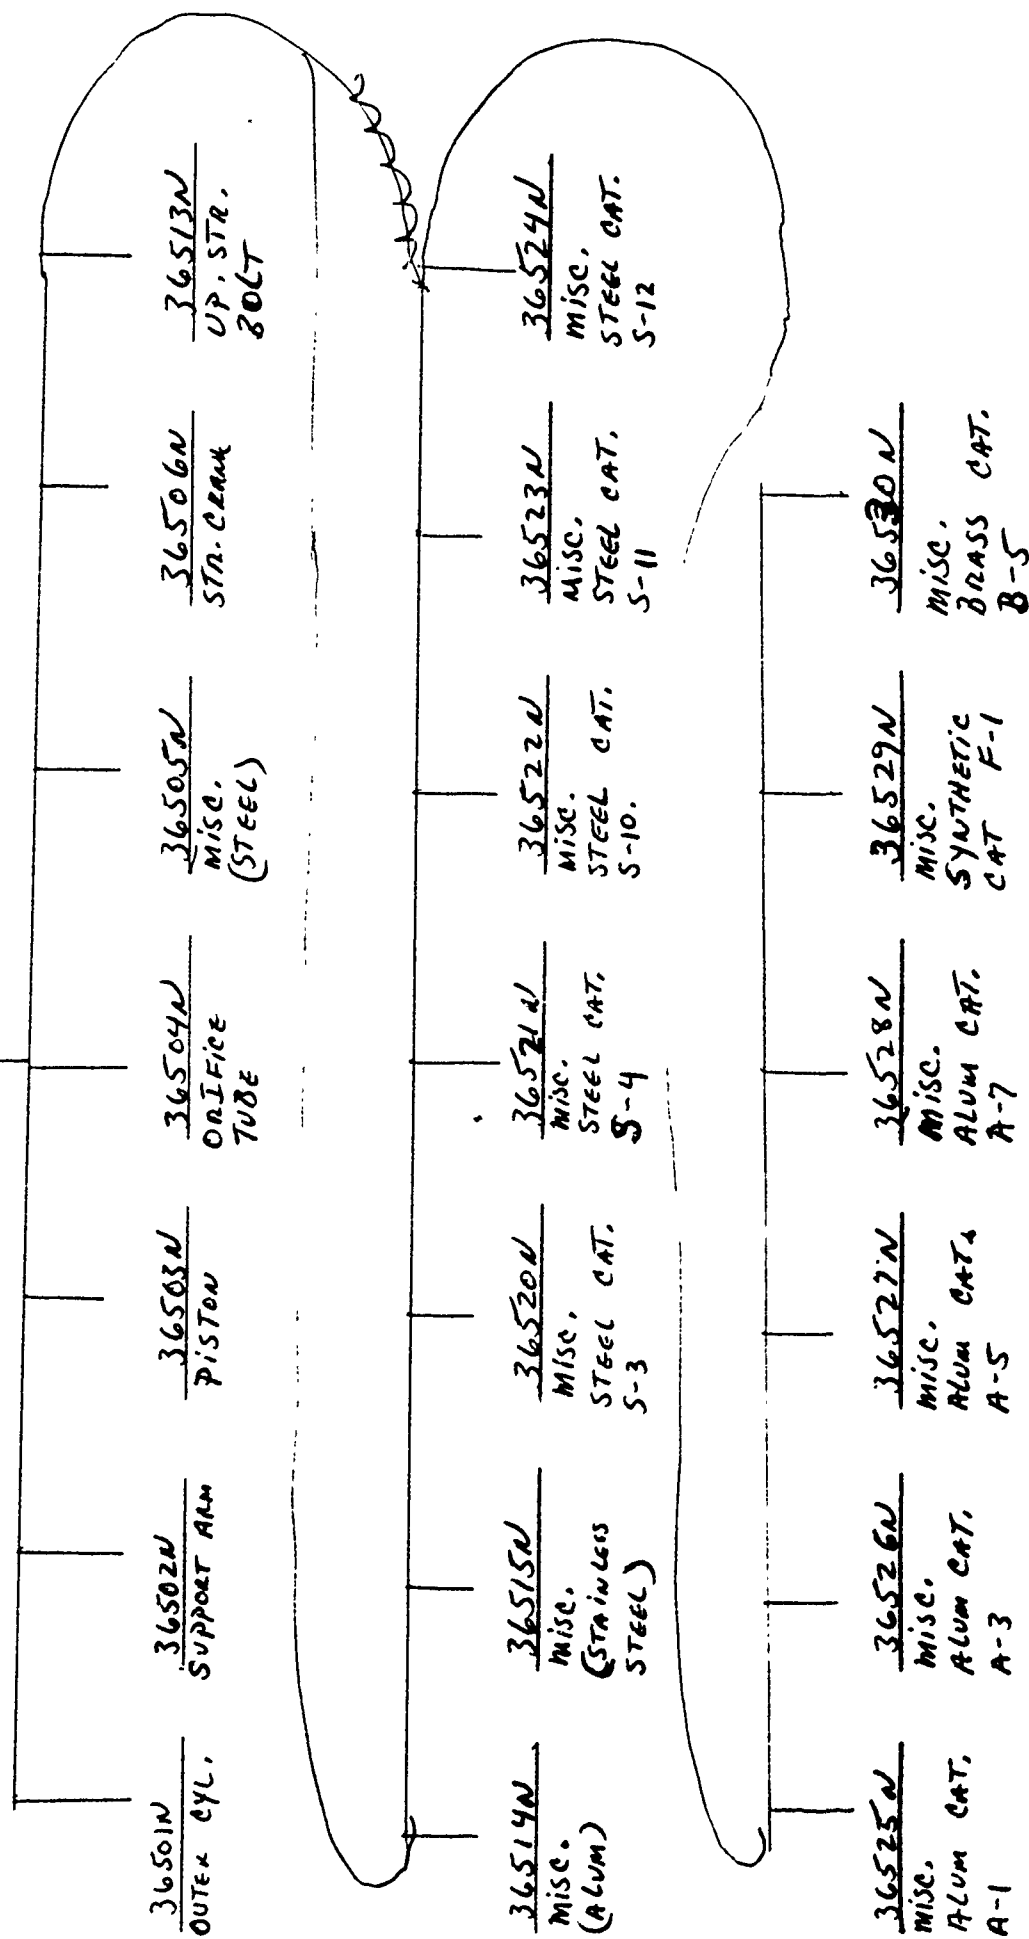 36501N
OUTER CYL.
36502N
SUPPORT ARM
36503N
PISTON
36504N
ORIFICE
TUBE
36505N
MISC.
(STEEL)
36506N
STR. CRANK
36513N
UP. STR.
BOLT
36514N
MISC.
(ALUM)
36515N
MISC.
(STAINLESS
STEEL)
36520N
MISC.
STEEL CAT.
S-3
36521N
MISC.
STEEL CAT.
S-4
36522N
MISC.
STEEL CAT.
S-10.
36523N
MISC.
STEEL CAT.
S-11
36524N
MISC.
STEEL CAT.
S-12
36525N
MISC.
ALUM CAT.
A-1
36526N
MISC.
ALUM CAT.
A-3
36527N
MISC.
ALUM CAT.
A-5
36528N
MISC.
ALUM CAT.
A-7
36529N
MISC.
SYNTHETIC
CAT F-1
36530N
MISC.
BRASS CAT.
B-5